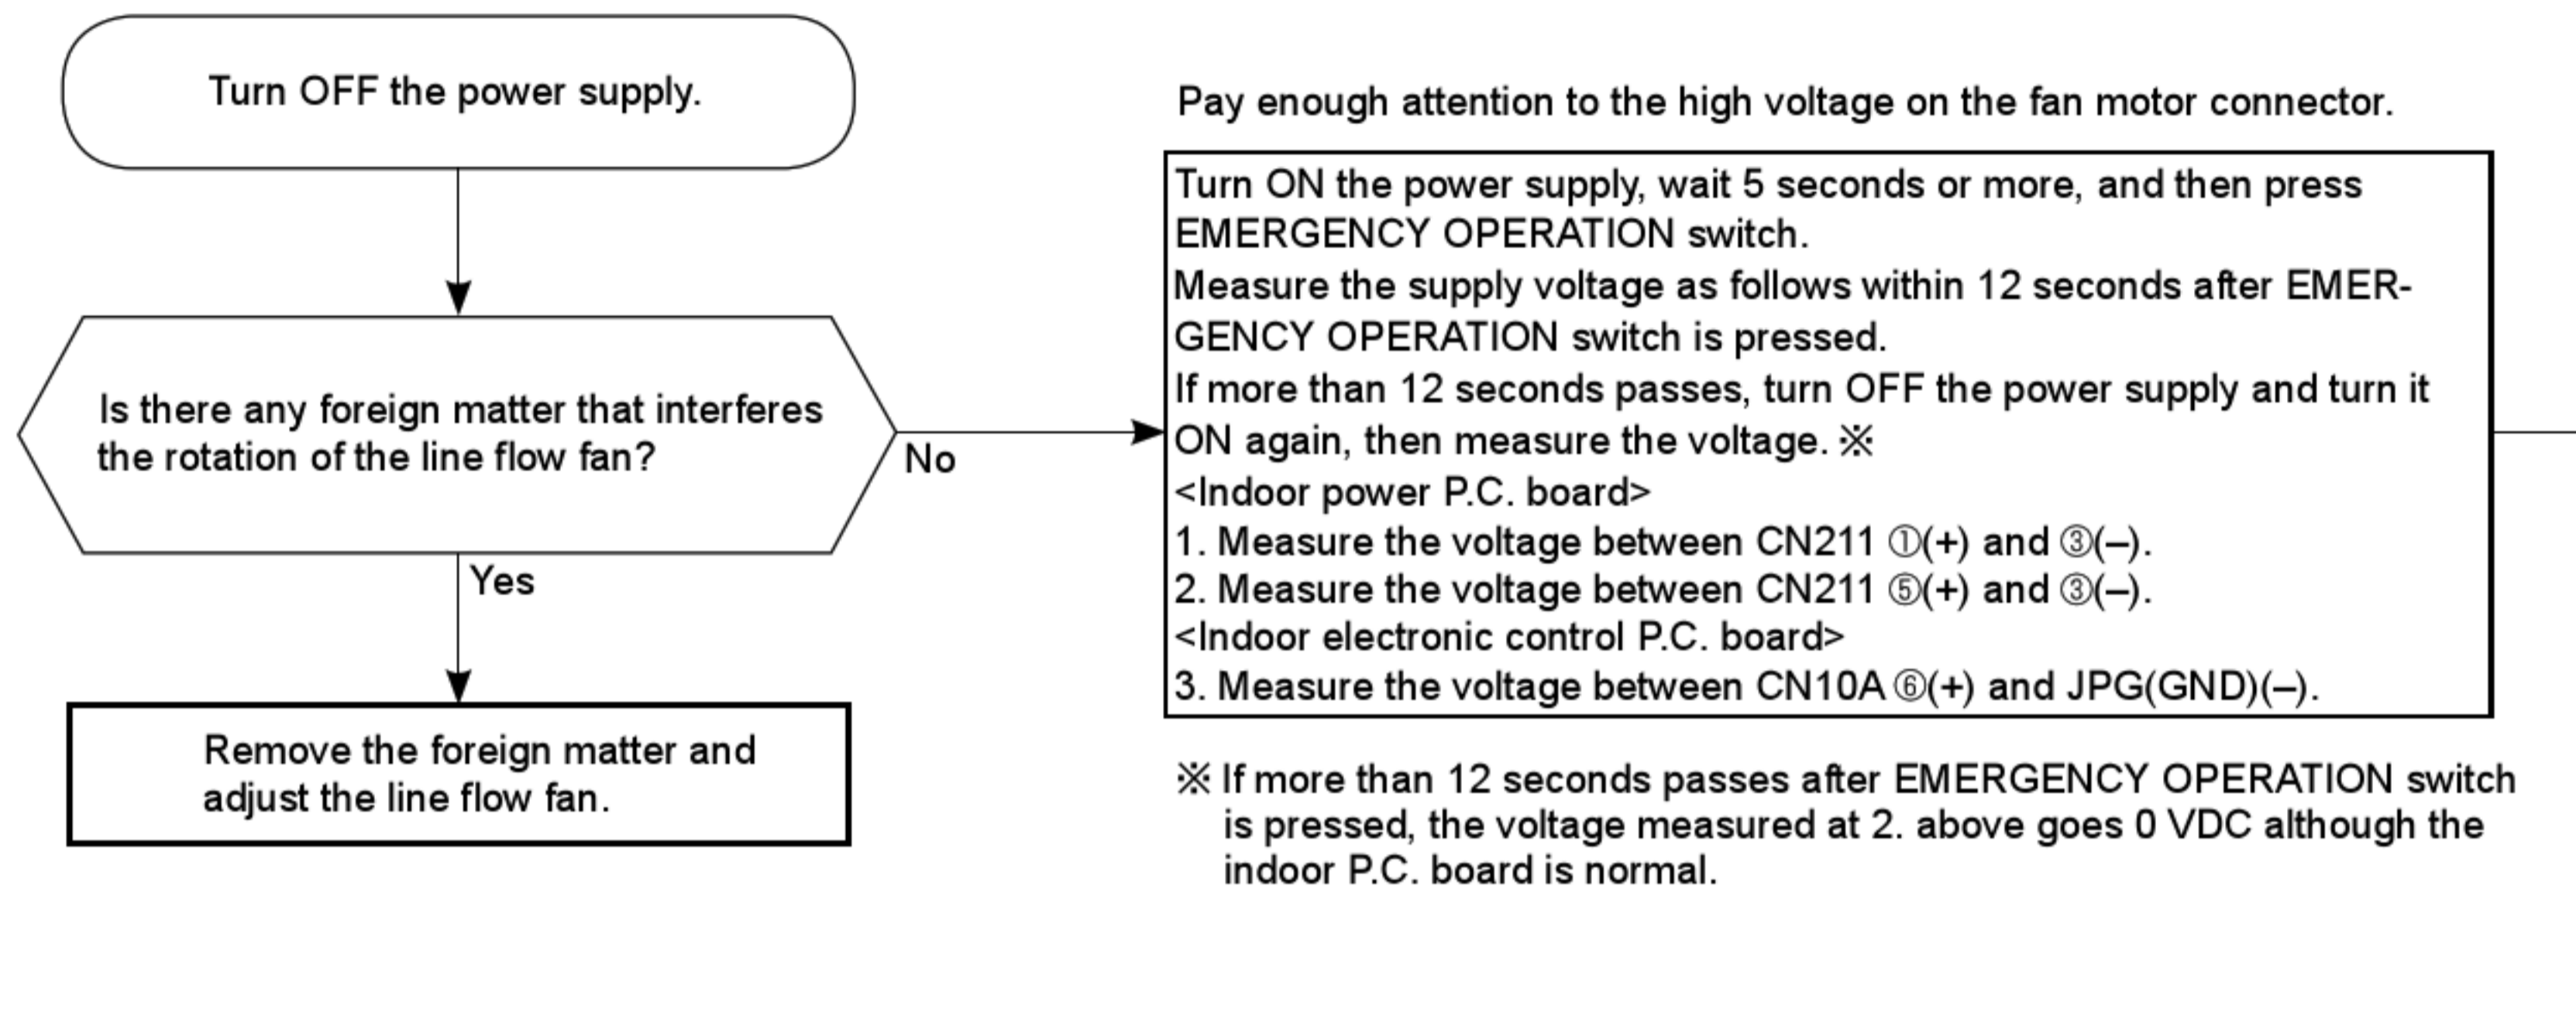 Turn OFF the power supply.
Is there any foreign matter that interferes
the rotation of the line flow fan?
No
Yes
Remove the foreign matter and
adjust the line flow fan.
Pay enough attention to the high voltage on the fan motor connector.
Turn ON the power supply, wait 5 seconds or more, and then press
EMERGENCY OPERATION switch.
Measure the supply voltage as follows within 12 seconds after EMER-
GENCY OPERATION switch is pressed.
If more than 12 seconds passes, turn OFF the power supply and turn it
ON again, then measure the voltage. ※
<Indoor power P.C. board>
1. Measure the voltage between CN211 ①(+) and ③(–).
2. Measure the voltage between CN211 ⑤(+) and ③(–).
<Indoor electronic control P.C. board>
3. Measure the voltage between CN10A ⑥(+) and JPG(GND)(–).
※ If more than 12 seconds passes after EMERGENCY OPERATION switch
is pressed, the voltage measured at 2. above goes 0 VDC although the
indoor P.C. board is normal.